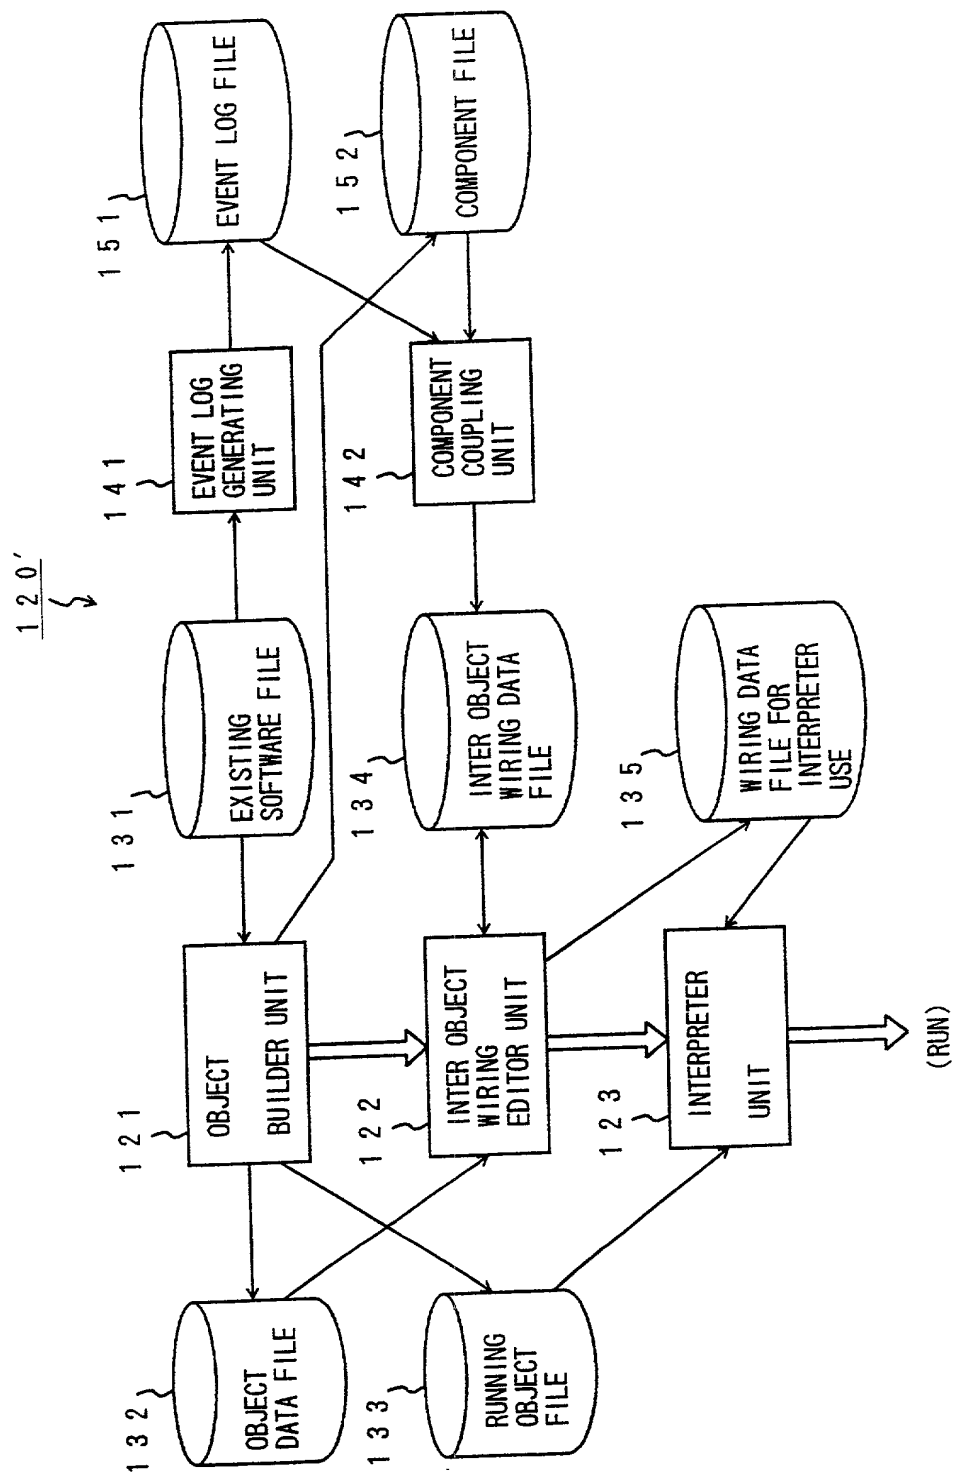 120'
132
OBJECT
DATA FILE
121
OBJECT
BUILDER UNIT
131
EXISTING
SOFTWARE FILE
141
EVENT LOG
GENERATING
UNIT
151
EVENT LOG FILE
133
RUNNING
OBJECT
FILE
122
INTER OBJECT
WIRING
EDITOR UNIT
134
INTER OBJECT
WIRING DATA
FILE
142
COMPONENT
COUPLING
UNIT
152
COMPONENT FILE
123
INTERPRETER
UNIT
135
WIRING DATA
FILE FOR
INTERPRETER
USE
(RUN)